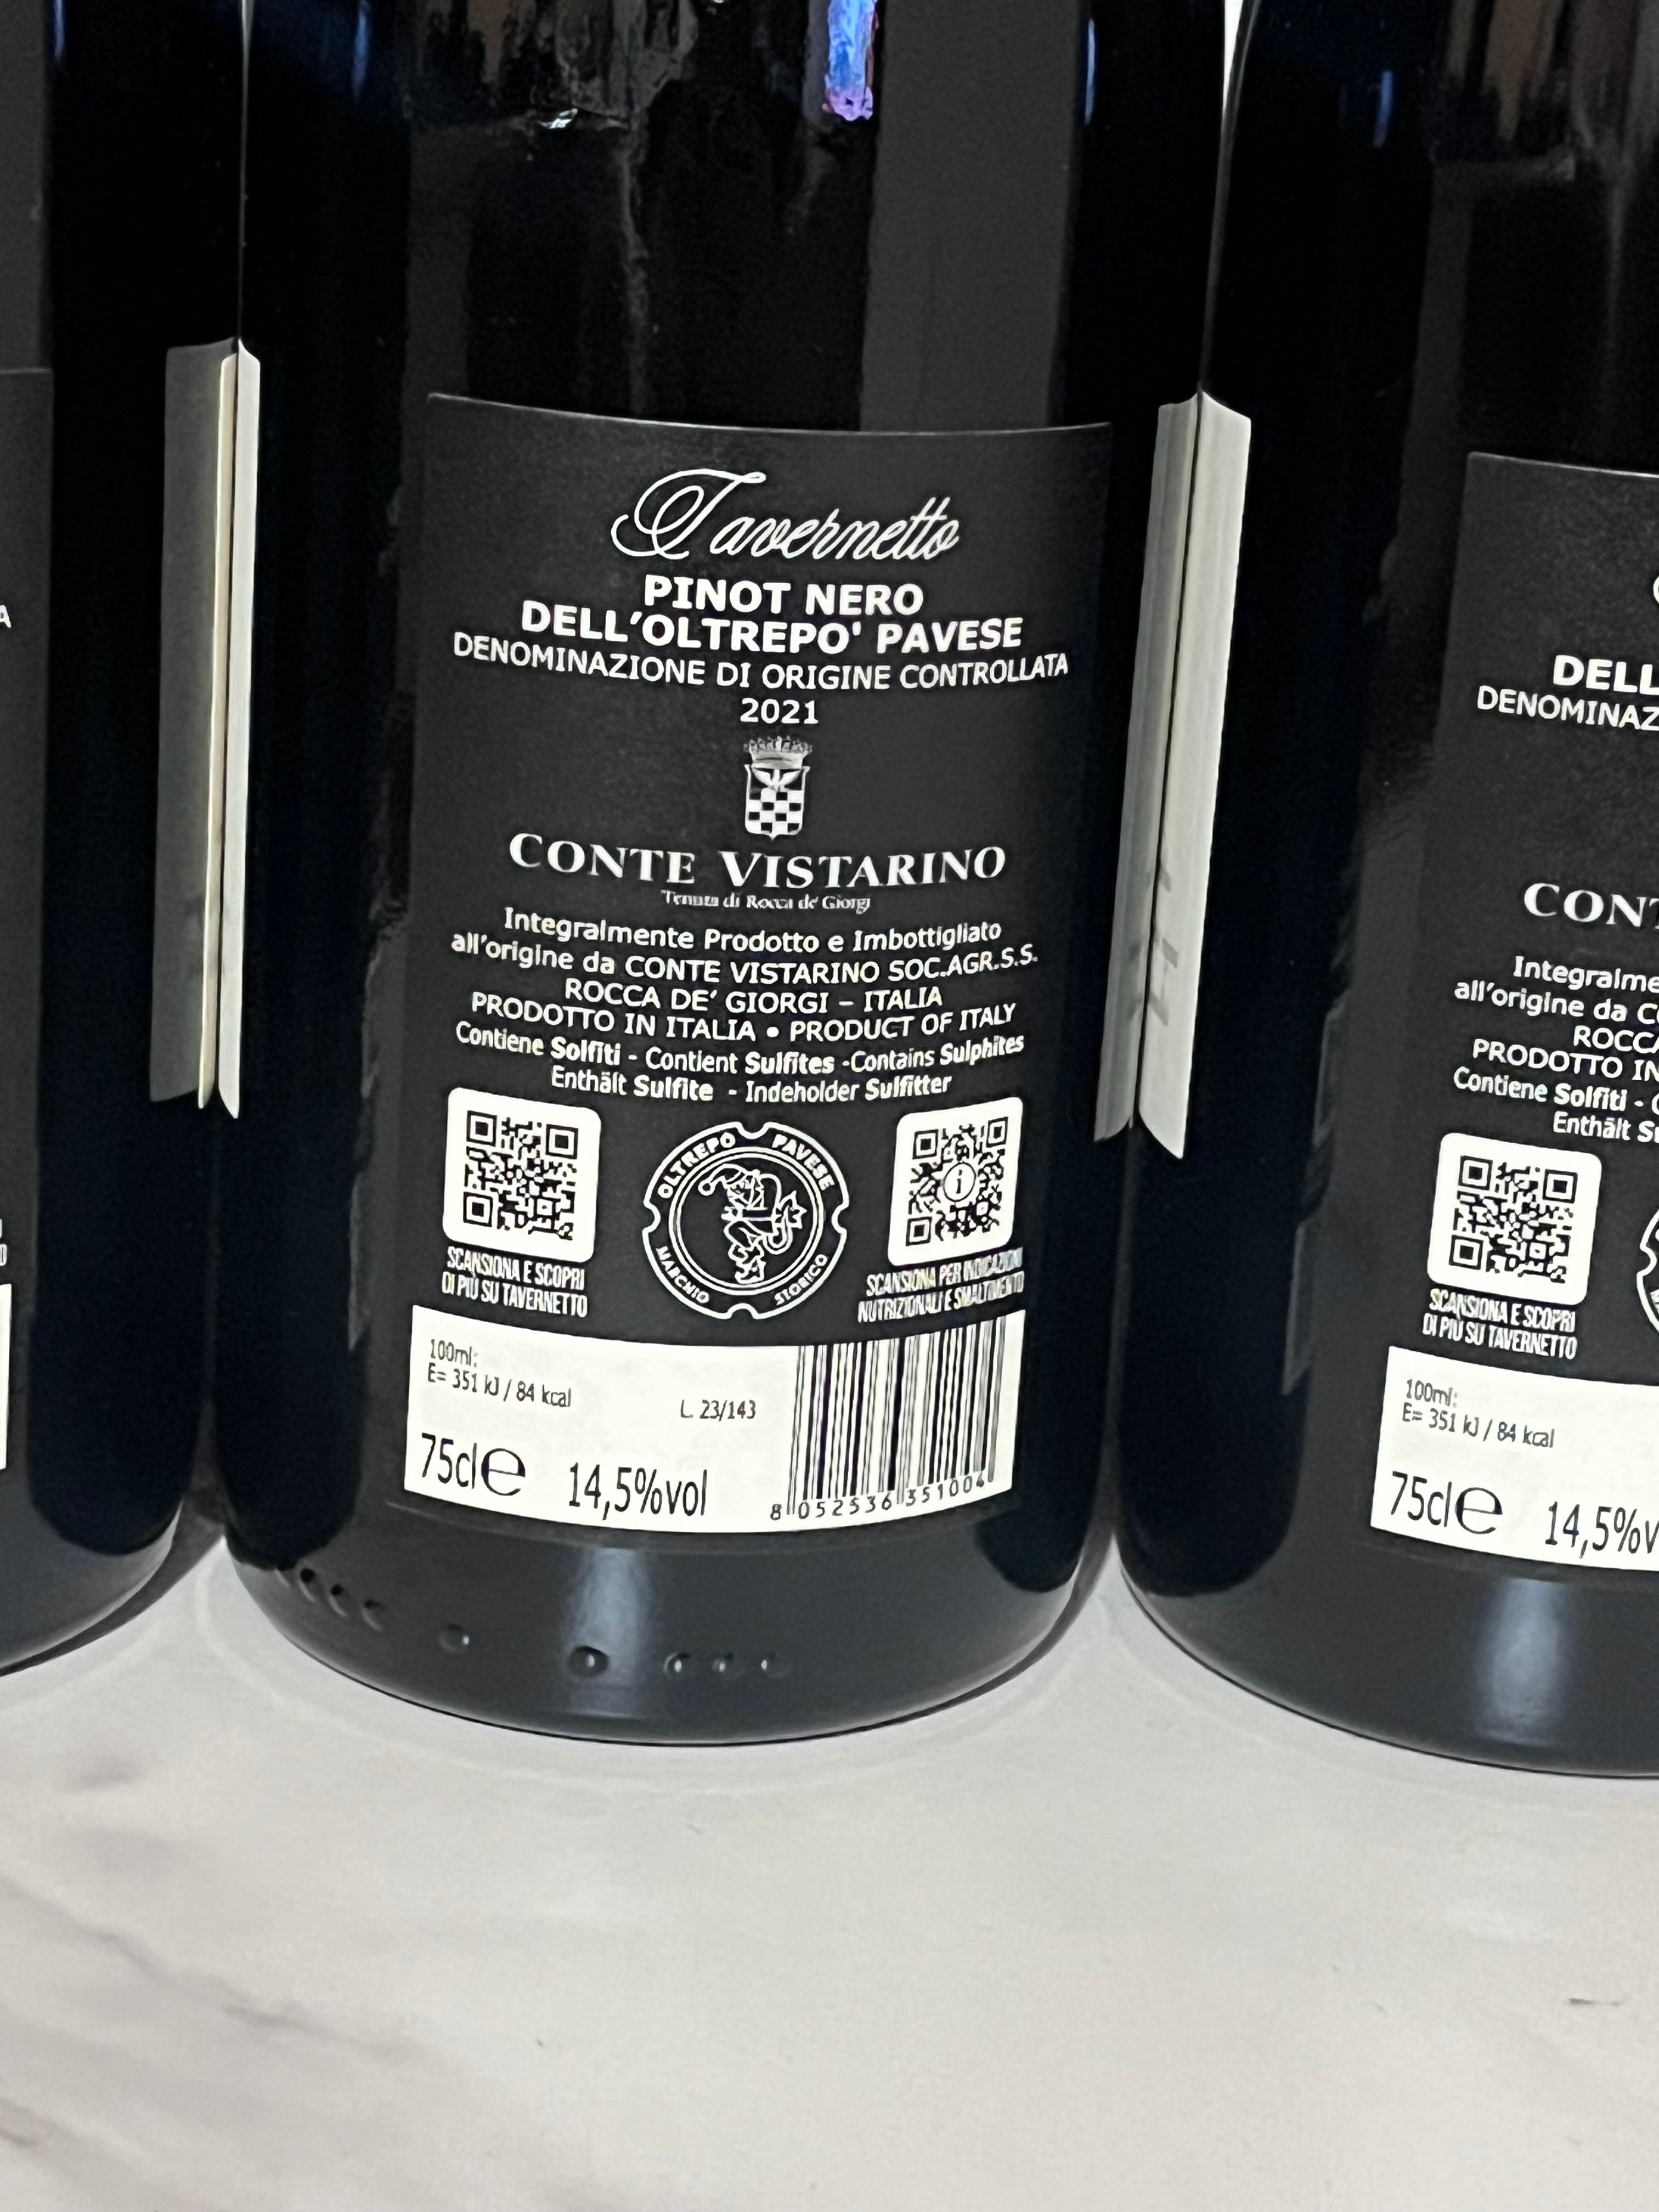 Tavernetto
PINOT NERO
DELL'OLTREPO' PAVESE
DENOMINAZIONE DI ORIGINE CONTROLLATA
2021
CONTE VISTARINO
Tenuta di Rocca de' Giorgi
Integralmente Prodotto e Imbottigliato
all'origine da CONTE VISTARINO SOC.AGR.S.S.
ROCCA DE' GIORGI – ITALIA
PRODOTTO IN ITALIA • PRODUCT OF ITALY
Contiene Solfiti - Contient Sulfites -Contains Sulphites
Enthält Sulfite - Indeholder Sulfitter
OLTREPO PAVESE
MARCHIO STORICO
i
SCANSIONA E SCOPRI
DI PIÙ SU TAVERNETTO
SCANSIONA PER INDICAZIONI
NUTRIZIONALI E SMALTIMENTO
100ml:
E= 351 kJ / 84 kcal
L 23/143
75cl e 14,5%vol
8 052536 351004
DELL
DENOMINAZ
CONT
Integralme
all'origine da C
ROCCA
PRODOTTO IN
Contiene Solfiti -
Enthält Su
SCANSIONA E SCOPRI
DI PIÙ SU TAVERNETTO
100ml:
E= 351 kJ / 84 kcal
75cl e 14,5%v
A